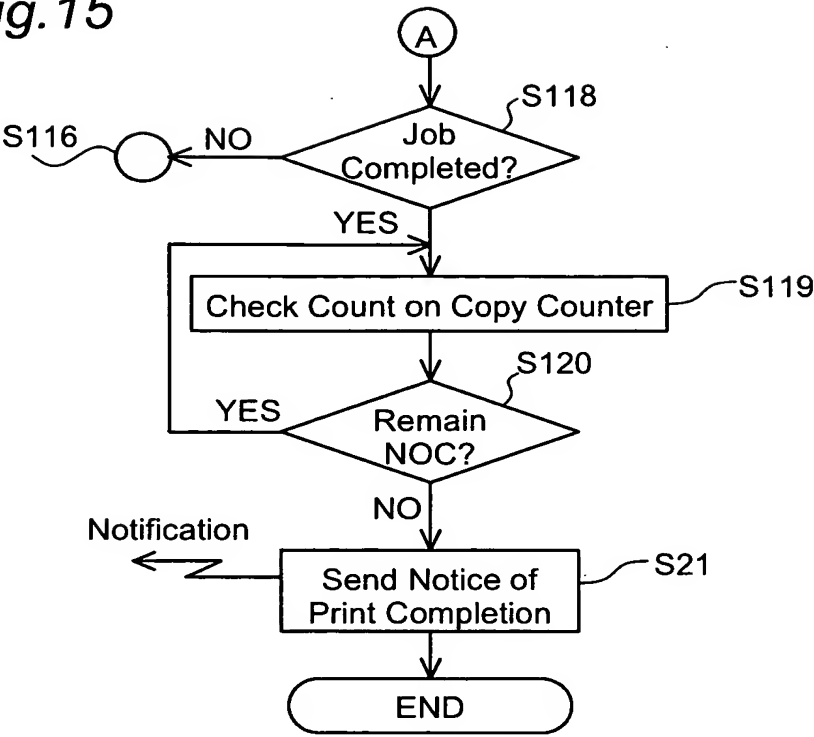 g.15
A
S118
S116
NO
Job
Completed?
YES
Check Count on Copy Counter
S119
S120
YES
Remain
NOC?
NO
Notification
Send Notice of
Print Completion
S21
END